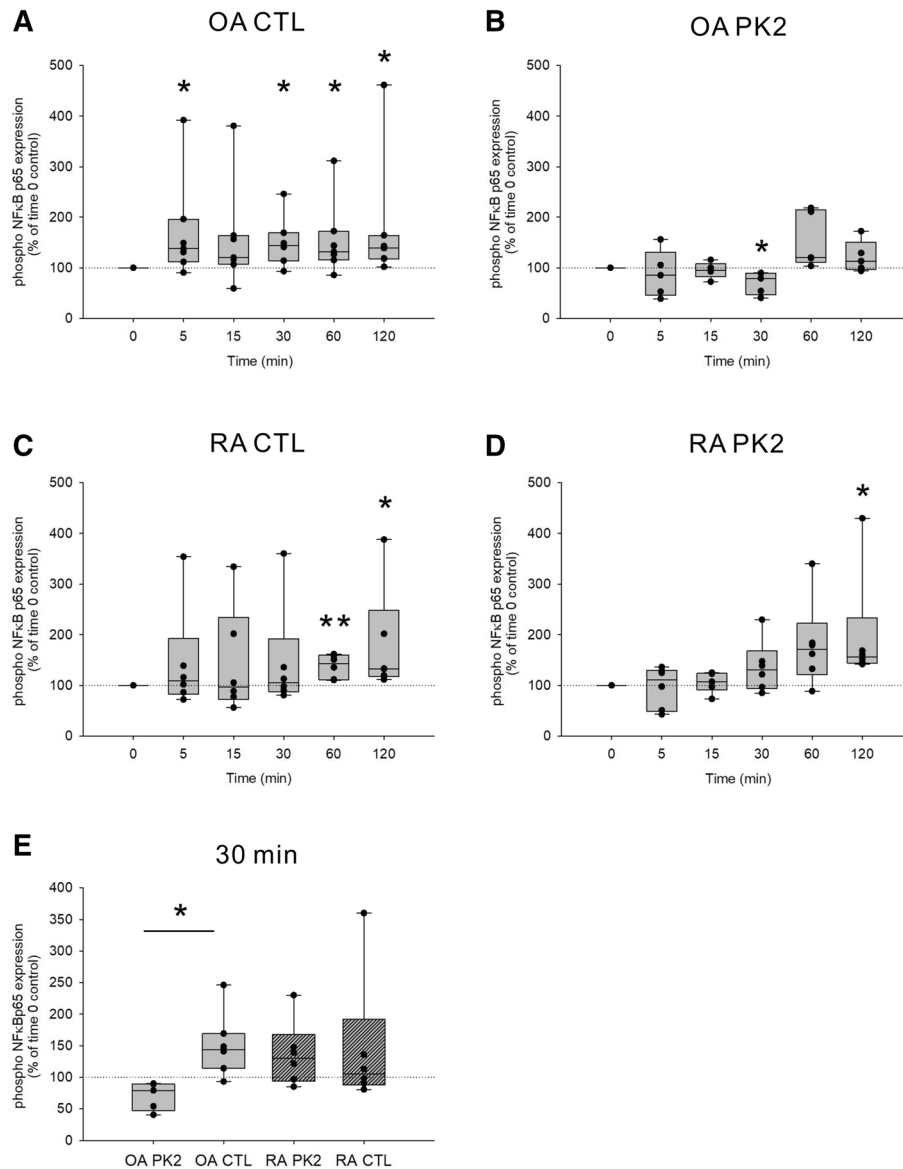 A
OA CTL
phospho NFκB p65 expression
(% of time 0 control)
500
400
300
200
100
0
* * * *
0 5 15 30 60 120
Time (min)
B
OA PK2
phospho NFκB p65 expression
(% of time 0 control)
500
400
300
200
100
0
*
0 5 15 30 60 120
Time (min)
C
RA CTL
phospho NFκB p65 expression
(% of time 0 control)
500
400
300
200
100
0
** *
0 5 15 30 60 120
Time (min)
D
RA PK2
phospho NFκB p65 expression
(% of time 0 control)
500
400
300
200
100
0
*
0 5 15 30 60 120
Time (min)
E
30 min
phospho NFκBp65 expression
(% of time 0 control)
400
350
300
250
200
150
100
50
0
*
OA PK2 OA CTL RA PK2 RA CTL